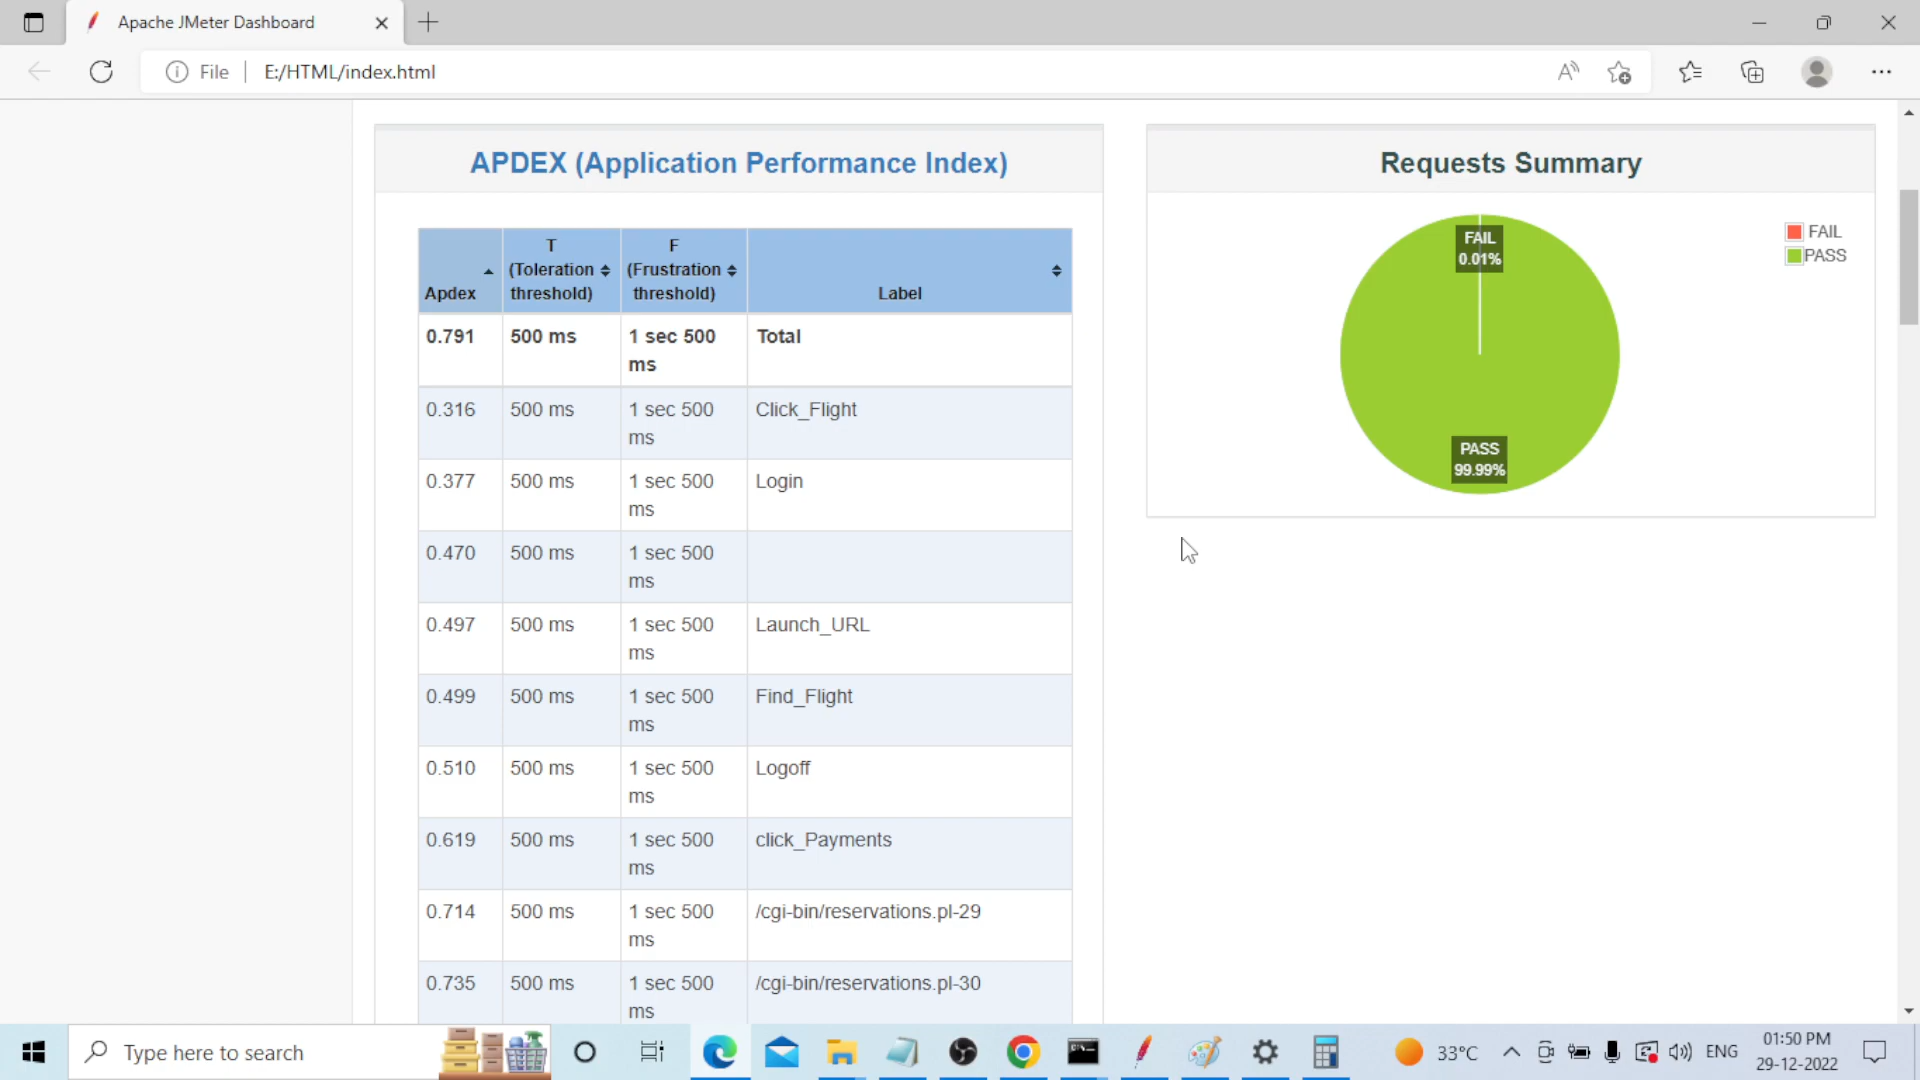 Apache JMeter Dashboard
File
E:/HTML/index.html
APDEX (Application Performance Index)
Apdex
T
(Toleration
threshold)
F
(Frustration
threshold)
Label
0.791 500 ms 1 sec 500 Total
ms
0.316 500 ms 1 sec 500 Click_Flight
ms
0.377 500 ms 1 sec 500 Login
ms
0.470 500 ms 1 sec 500
ms
0.497 500 ms 1 sec 500 Launch_URL
ms
0.499 500 ms 1 sec 500 Find_Flight
ms
0.510 500 ms 1 sec 500 Logoff
ms
0.619 500 ms 1 sec 500 click_Payments
ms
0.714 500 ms 1 sec 500 /cgi-bin/reservations.pl-29
ms
0.735 500 ms 1 sec 500 /cgi-bin/reservations.pl-30
ms
Requests Summary
FAIL
0.01%
PASS
99.99%
FAIL
PASS
Type here to search
33°C
ENG
01:50 PM
29-12-2022